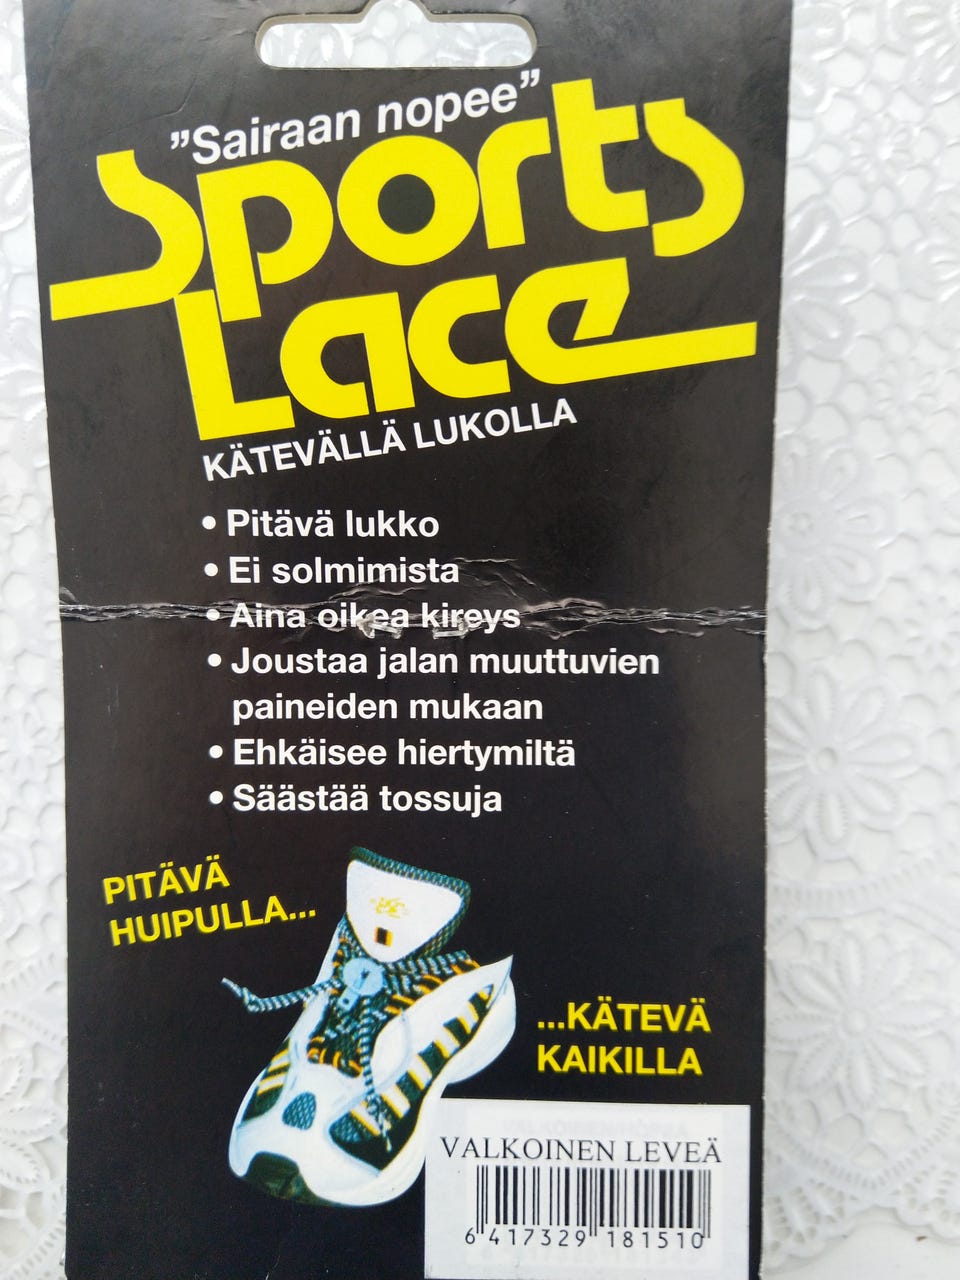 ”Sairaan nopee”
Sports
Lace
KÄTEVÄLLÄ LUKOLLA
• Pitävä lukko
• Ei solmimista
• Aina oikea kireys
• Joustaa jalan muuttuvien
paineiden mukaan
• Ehkäisee hiertymiltä
• Säästää tossuja
PITÄVÄ
HUIPULLA...
...KÄTEVÄ
KAIKILLA
VALKOINEN LEVEÄ
6 417329 181510